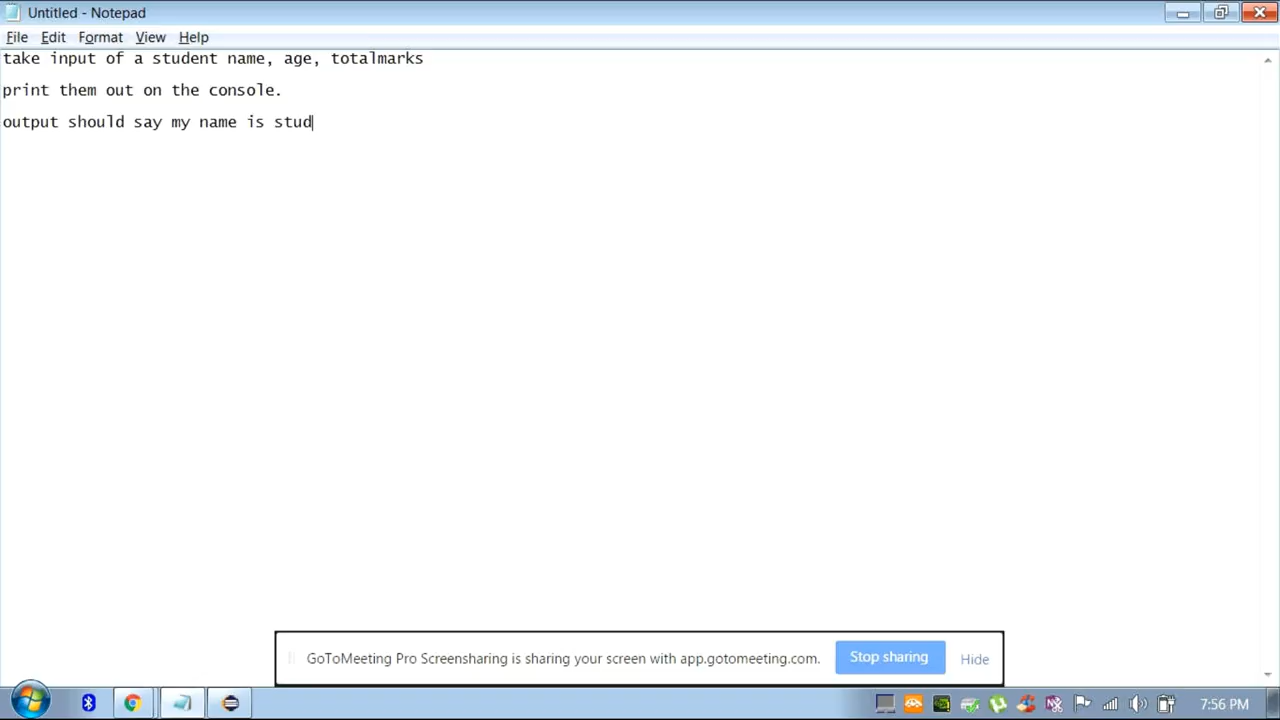 Untitled - Notepad
File Edit Format View Help
take input of a student name, age, totalmarks
print them out on the console.
output should say my name is stud
GoToMeeting Pro Screensharing is sharing your screen with app.gotomeeting.com. Stop sharing Hide
7:56 PM